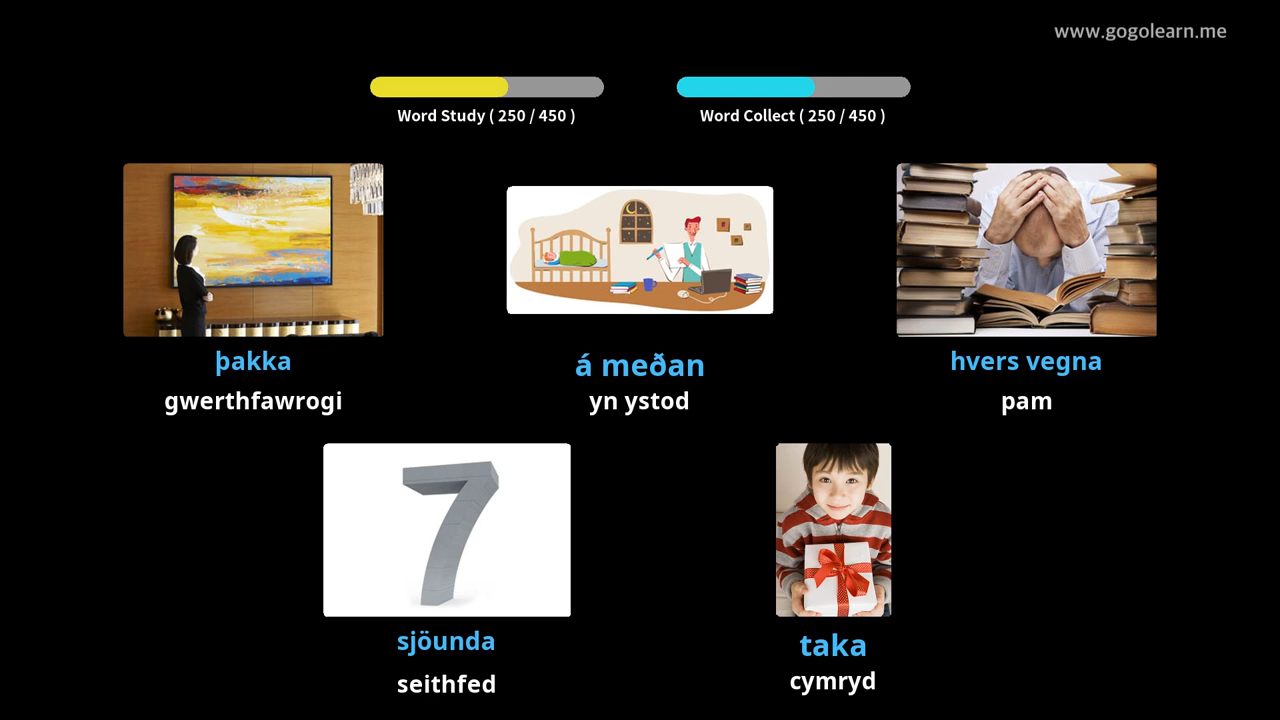 www.gogolearn.me
Word Study ( 250 / 450 )
Word Collect ( 250 / 450 )
þakka
gwerthfawrogi
á meðan
yn ystod
hvers vegna
pam
7
sjöunda
seithfed
taka
cymryd